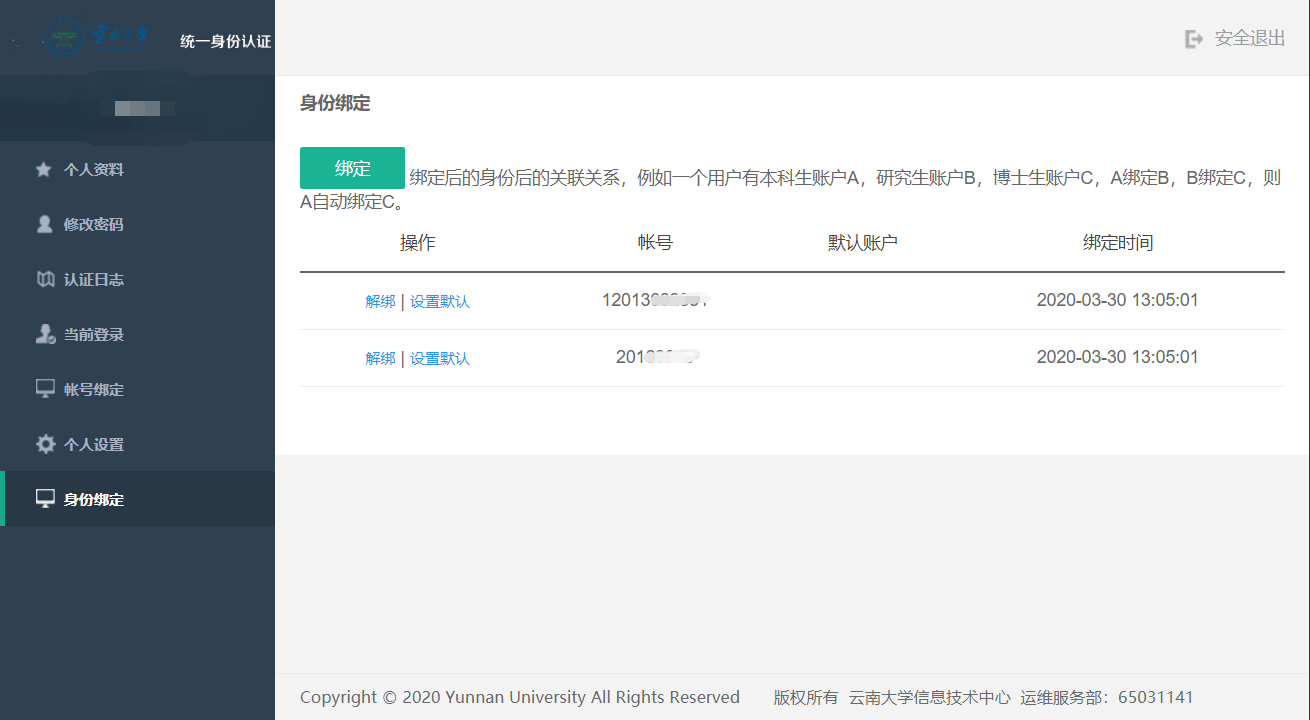 云南大学 统一身份认证
安全退出
个人资料
修改密码
认证日志
当前登录
帐号绑定
个人设置
身份绑定
身份绑定
绑定 绑定后的身份后的关联关系，例如一个用户有本科生账户A，研究生账户B，博士生账户C，A绑定B，B绑定C，则
A自动绑定C。
操作 帐号 默认账户 绑定时间
解绑 | 设置默认 12013 2020-03-30 13:05:01
解绑 | 设置默认 201 2020-03-30 13:05:01
Copyright © 2020 Yunnan University All Rights Reserved 版权所有 云南大学信息技术中心 运维服务部：65031141